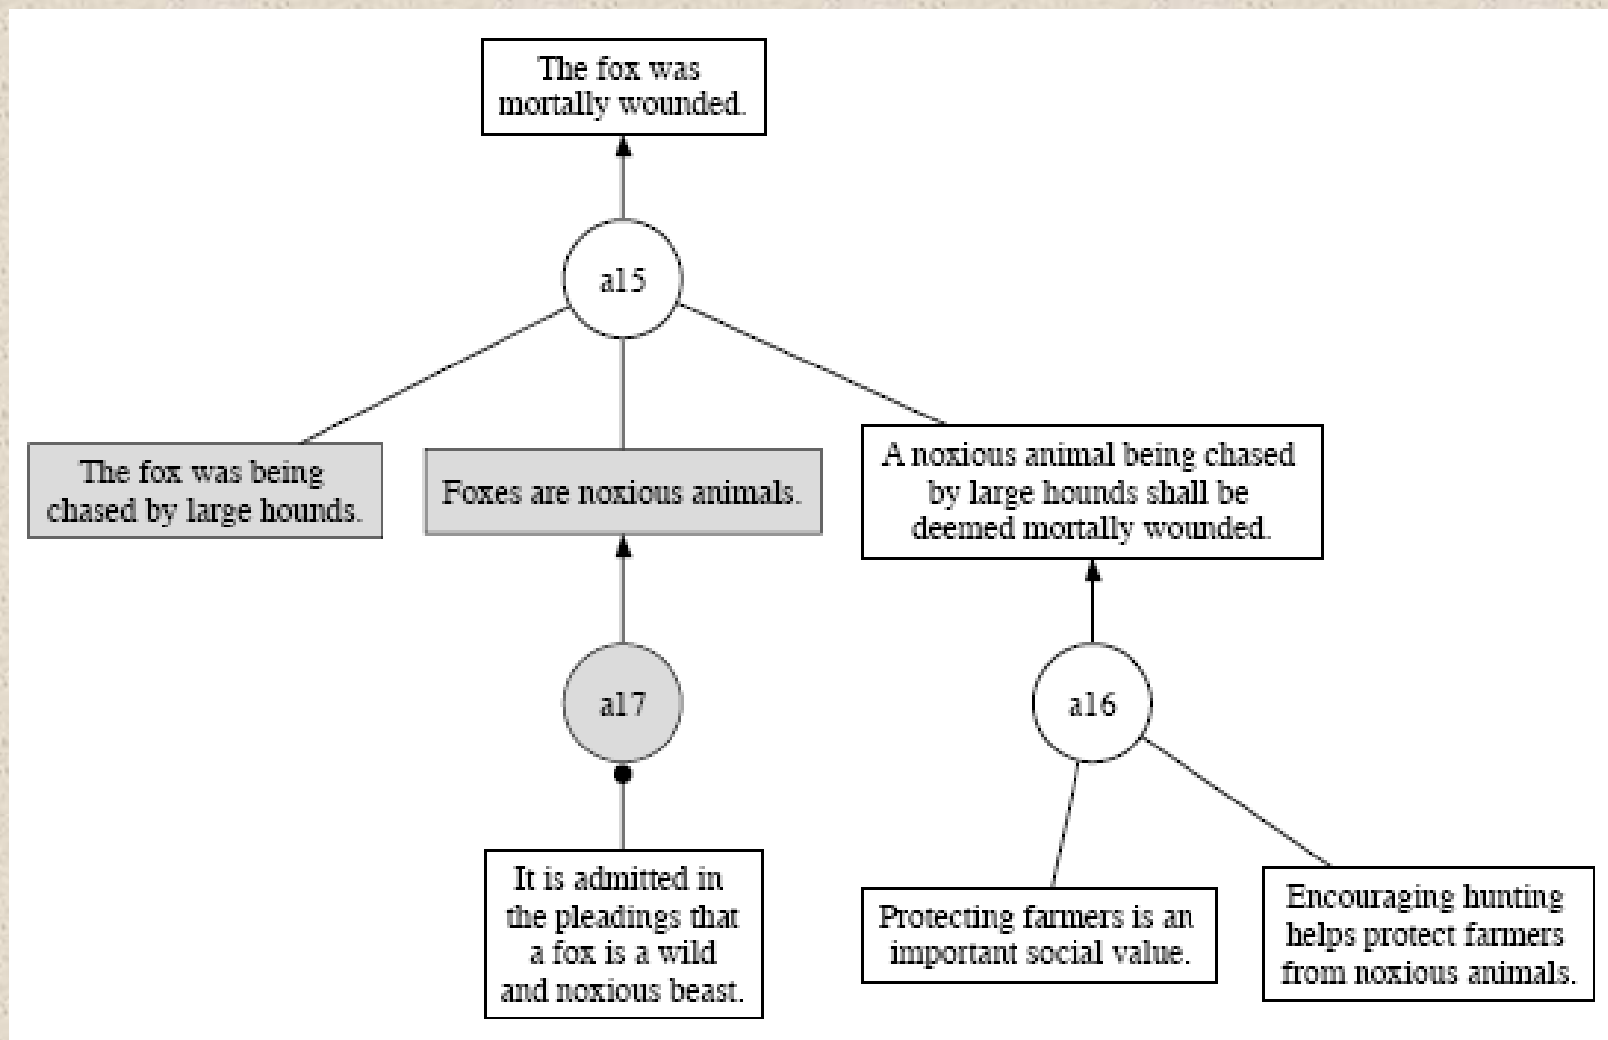 The fox was
mortally wounded.
a15
The fox was being
chased by large hounds.
Foxes are noxious animals.
A noxious animal being chased
by large hounds shall be
deemed mortally wounded.
a17
a16
It is admitted in
the pleadings that
a fox is a wild
and noxious beast.
Protecting farmers is an
important social value.
Encouraging hunting
helps protect farmers
from noxious animals.